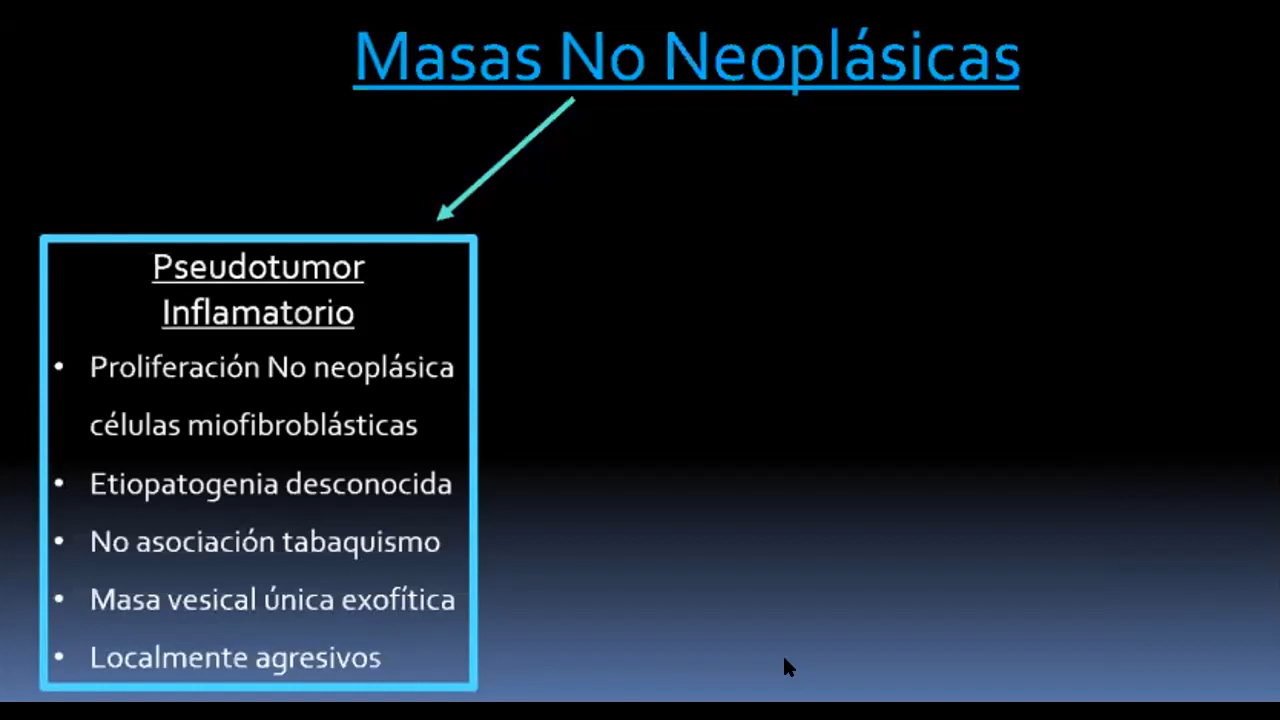 Masas No Neoplásicas
Pseudotumor
Inflamatorio
• Proliferación No neoplásica
células miofibroblásticas
• Etiopatogenia desconocida
• No asociación tabaquismo
• Masa vesical única exofítica
• Localmente agresivos